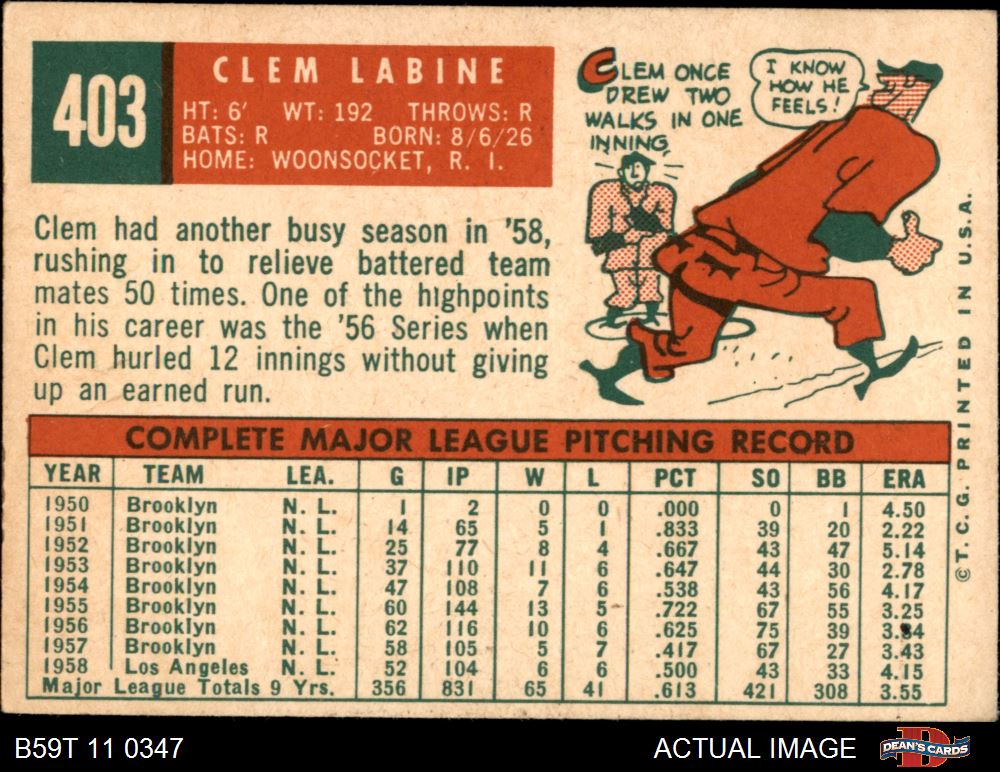 403
CLEM LABINE
HT: 6' WT: 192 THROWS: R
BATS: R BORN: 8/6/26
HOME: WOONSOCKET, R. I.
CLEM ONCE
DREW TWO
WALKS IN ONE
INNING
I KNOW
HOW HE
FEELS!
Clem had another busy season in '58,
rushing in to relieve battered team
mates 50 times. One of the highpoints
in his career was the '56 Series when
Clem hurled 12 innings without giving
up an earned run.
COMPLETE MAJOR LEAGUE PITCHING RECORD
YEAR TEAM LEA. G IP W L PCT SO BB ERA
1950 Brooklyn N. L. 1 2 0 0 .000 0 1 4.50
1951 Brooklyn N. L. 14 65 5 1 .833 39 20 2.22
1952 Brooklyn N. L. 25 77 8 4 .667 43 47 5.14
1953 Brooklyn N. L. 37 110 11 6 .647 44 30 2.78
1954 Brooklyn N. L. 47 108 7 6 .538 43 56 4.17
1955 Brooklyn N. L. 60 144 13 5 .722 67 55 3.25
1956 Brooklyn N. L. 62 116 10 6 .625 75 39
1957 Brooklyn N. L. 58 105 5 7 .417 67 27 3.43
1958 Los Angeles N. L. 52 104 6 6 .500 43 33 4.15
Major League Totals 9 Yrs. 356 831 65 41 .613 421 308 3.55
© T. C. G. PRINTED IN U.S.A.
B59T 11 0347
ACTUAL IMAGE
DEAN'S CARDS